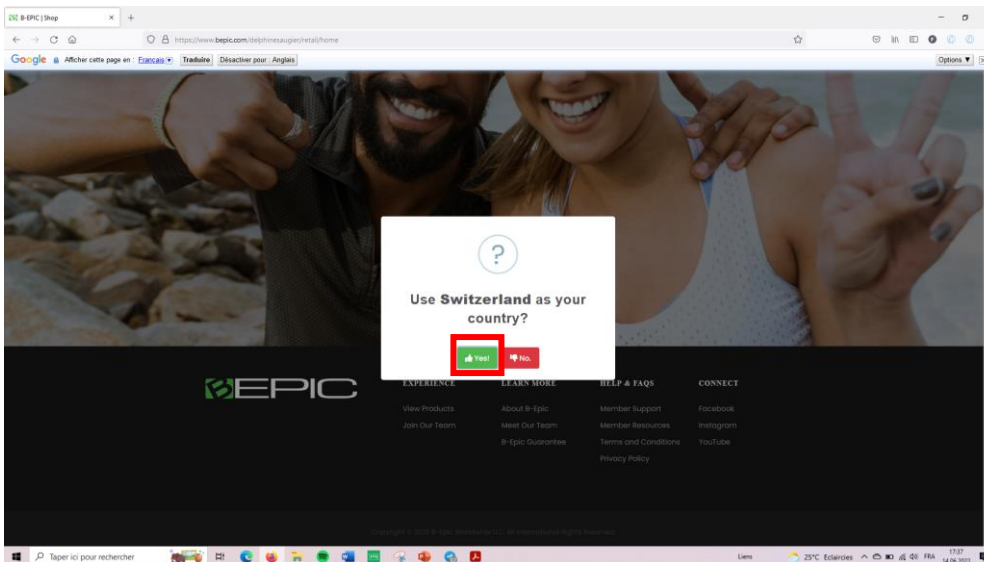 B-EPIC | Shop
https://www.bepic.com/delphinesaugier/retail/home
Google Afficher cette page en : Français Traduire Désactiver pour : Anglais Options
?
Use Switzerland as your
country?
Yes! No.
BEPIC
EXPERIENCE LEARN MORE HELP & FAQS CONNECT
View Products About B-Epic Member Support Facebook
Join Our Team Meet Our Team Member Resources Instagram
B-Epic Guarantee Terms and Conditions YouTube
Privacy Policy
Taper ici pour rechercher Liens 25°C Eclaircies FRA 17:37